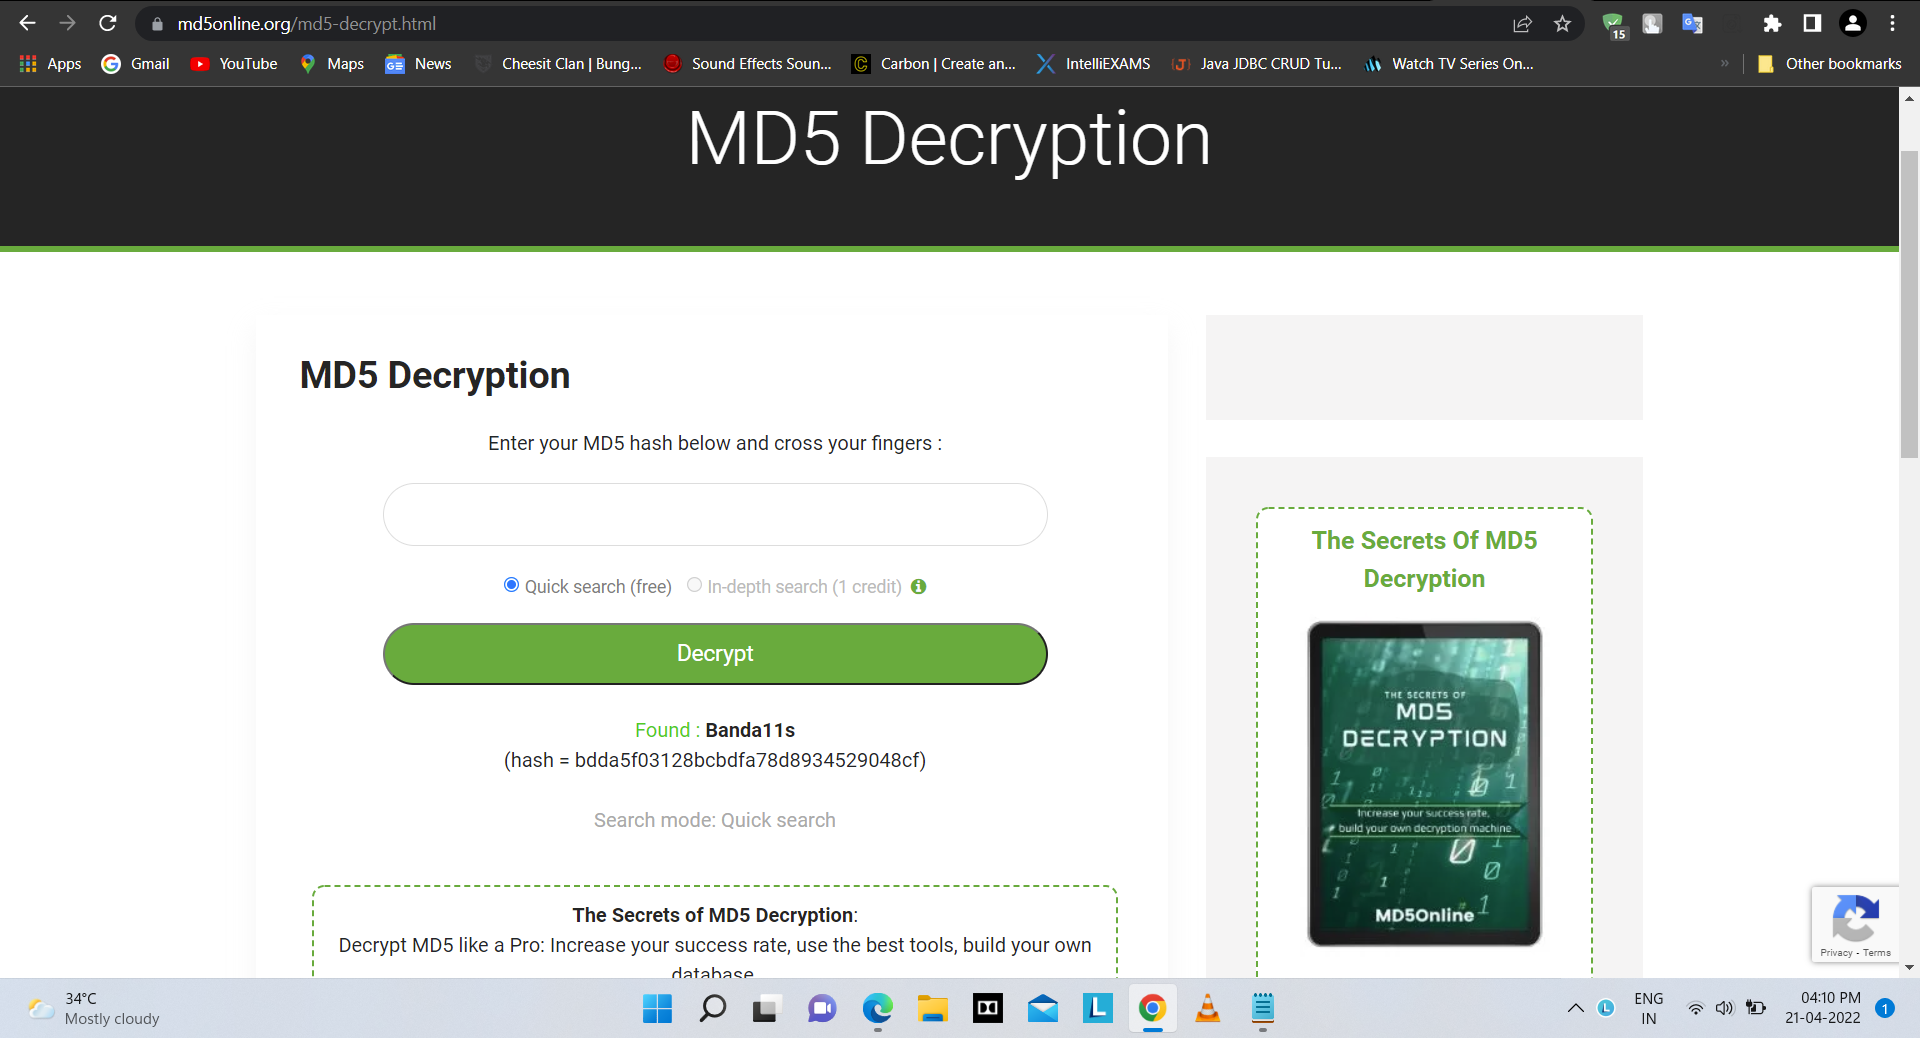 md5online.org/md5-decrypt.html
15
Apps Gmail YouTube Maps News Cheesit Clan | Bung... Sound Effects Soun... Carbon | Create an... IntelliEXAMS Java JDBC CRUD Tu... Watch TV Series On... » Other bookmarks
MD5 Decryption
MD5 Decryption
Enter your MD5 hash below and cross your fingers :
Quick search (free) In-depth search (1 credit)
Decrypt
Found : Banda11s
(hash = bdda5f03128bcbdfa78d8934529048cf)
Search mode: Quick search
The Secrets of MD5 Decryption:
Decrypt MD5 like a Pro: Increase your success rate, use the best tools, build your own
database
The Secrets Of MD5
Decryption
THE SECRETS OF
MD5
DECRYPTION
Increase your success rate,
build your own decryption machine
MD5Online
Privacy - Terms
34°C
Mostly cloudy
ENG
IN
04:10 PM
21-04-2022
1